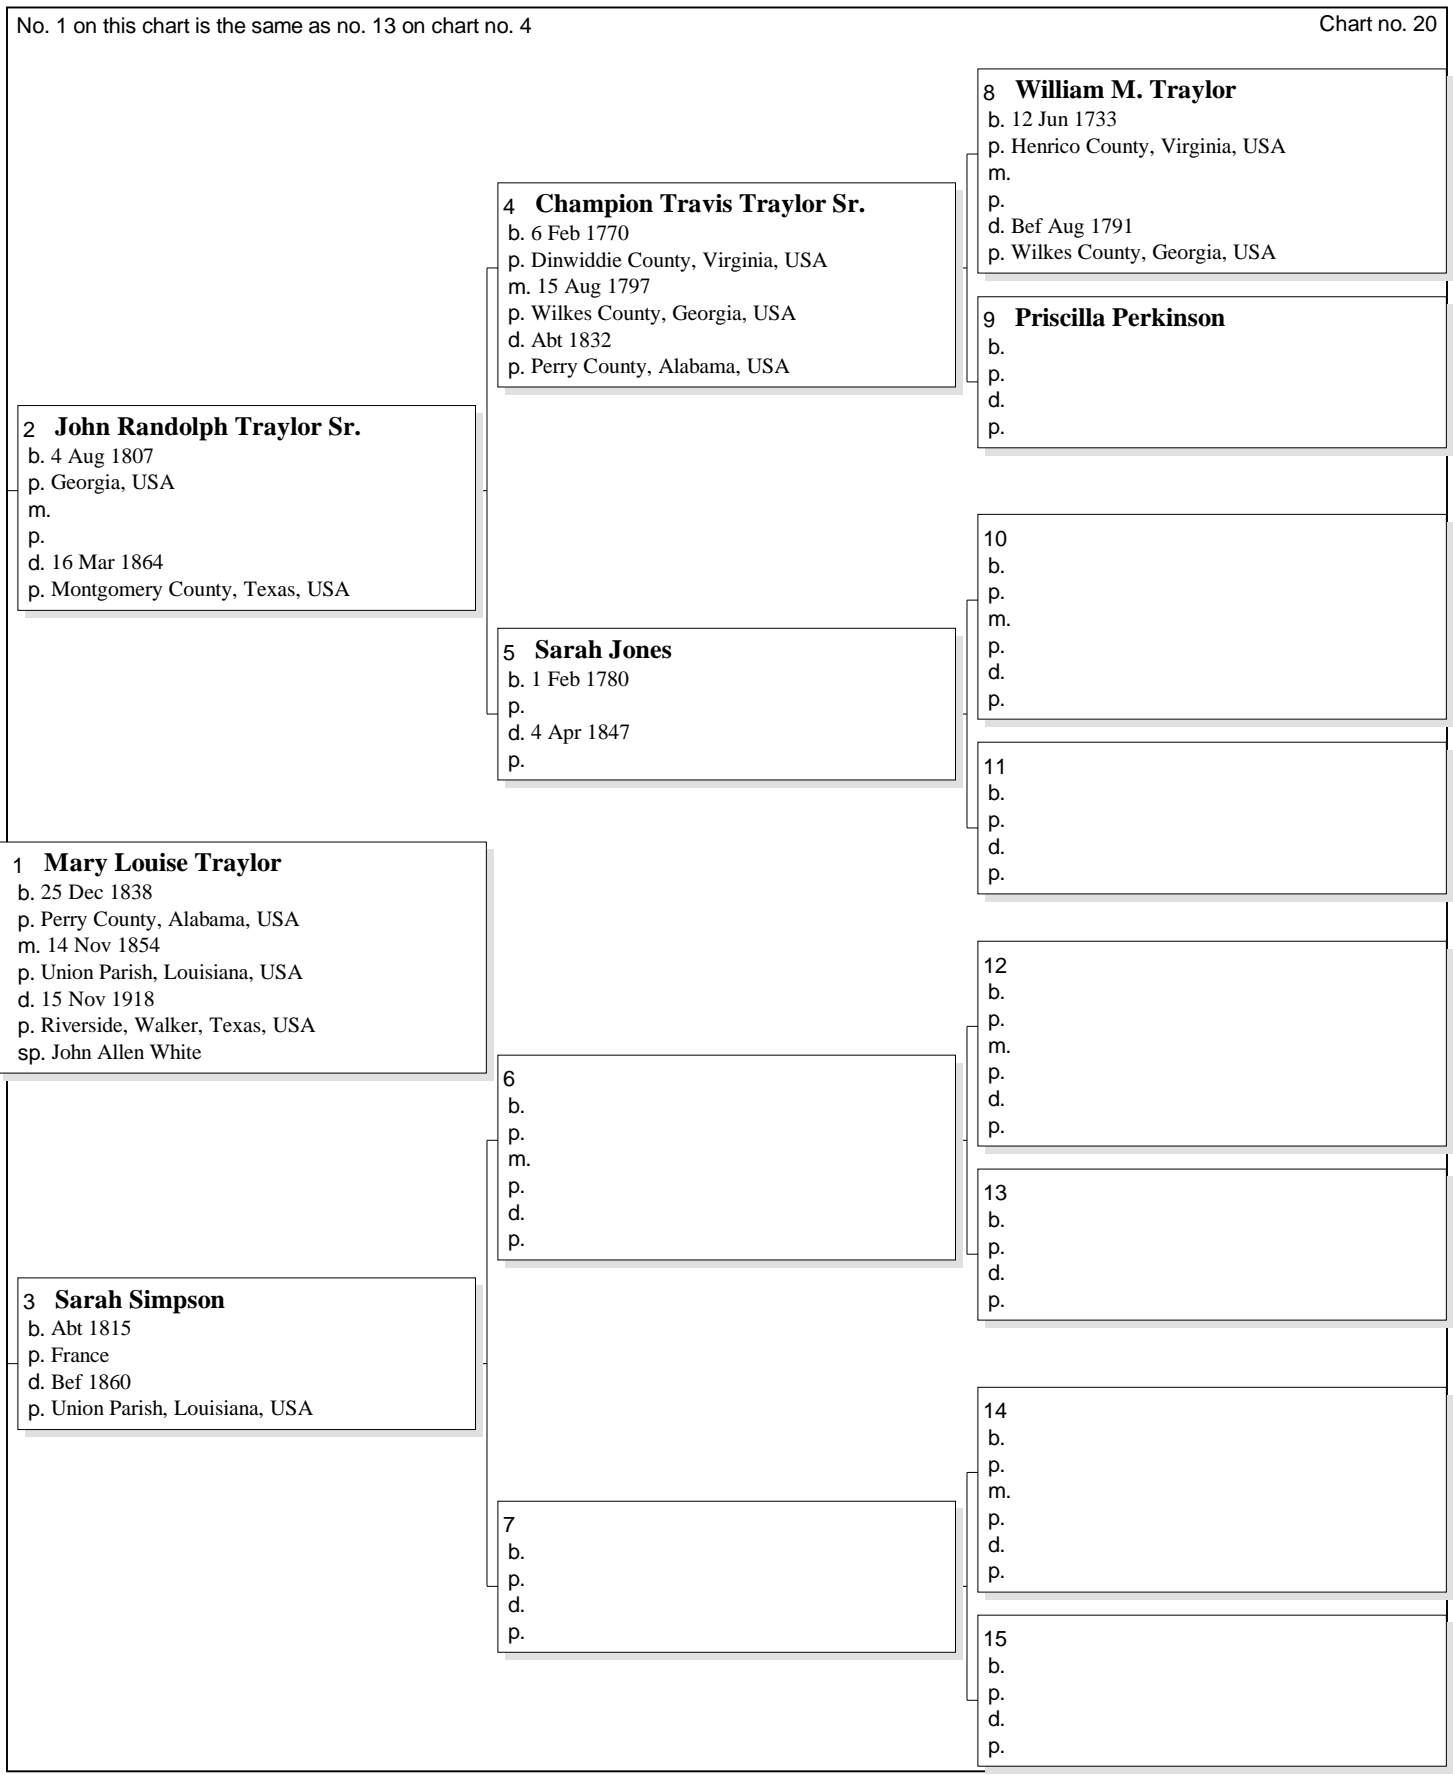 No. 1 on this chart is the same as no. 13 on chart no. 4
Chart no. 20
8 William M. Traylor
b. 12 Jun 1733
p. Henrico County, Virginia, USA
m.
p.
d. Bef Aug 1791
p. Wilkes County, Georgia, USA
4 Champion Travis Traylor Sr.
b. 6 Feb 1770
p. Dinwiddie County, Virginia, USA
m. 15 Aug 1797
p. Wilkes County, Georgia, USA
d. Abt 1832
p. Perry County, Alabama, USA
9 Priscilla Perkinson
b.
p.
d.
p.
2 John Randolph Traylor Sr.
b. 4 Aug 1807
p. Georgia, USA
m.
p.
d. 16 Mar 1864
p. Montgomery County, Texas, USA
10
b.
p.
m.
p.
d.
p.
5 Sarah Jones
b. 1 Feb 1780
p.
d. 4 Apr 1847
p.
11
b.
p.
d.
p.
1 Mary Louise Traylor
b. 25 Dec 1838
p. Perry County, Alabama, USA
m. 14 Nov 1854
p. Union Parish, Louisiana, USA
d. 15 Nov 1918
p. Riverside, Walker, Texas, USA
sp. John Allen White
12
b.
p.
m.
p.
d.
p.
6
b.
p.
m.
p.
d.
p.
13
b.
p.
d.
p.
3 Sarah Simpson
b. Abt 1815
p. France
d. Bef 1860
p. Union Parish, Louisiana, USA
14
b.
p.
m.
p.
d.
p.
7
b.
p.
d.
p.
15
b.
p.
d.
p.